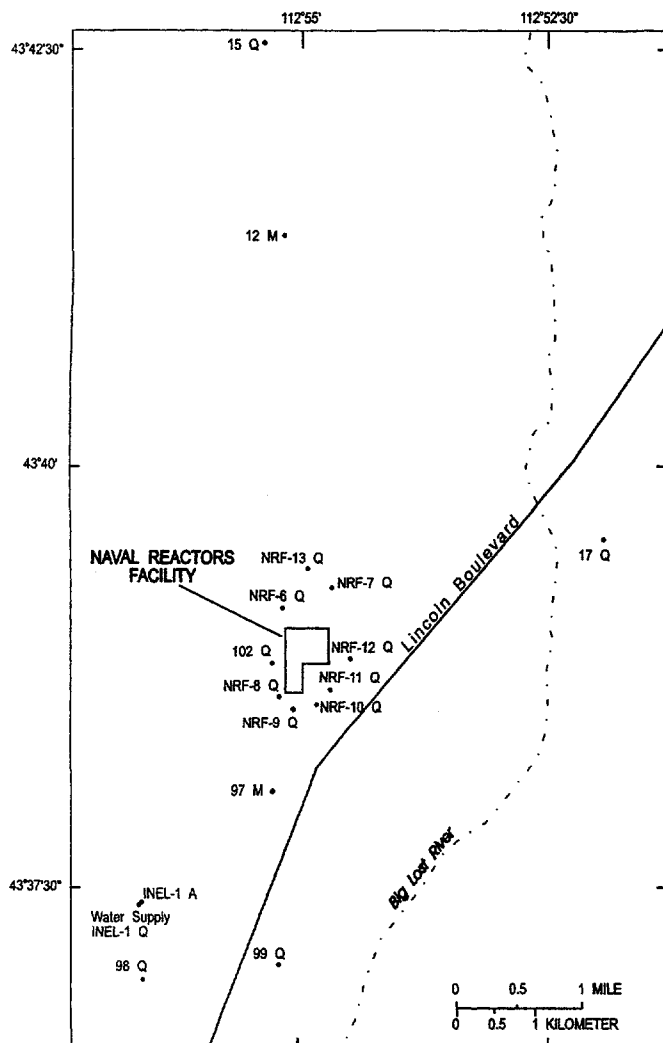 112°55' 112°52'30"
43°42'30"
15 Q
12 M
43°40'
Lincoln Boulevard
17 Q
NAVAL REACTORS
FACILITY
NRF-13 Q
NRF-7 Q
NRF-6 Q
102 Q
NRF-12 Q
NRF-8 Q
NRF-11 Q
NRF-9 Q
NRF-10 Q
97 M
Big Lost River
43°37'30"
INEL-1 A
Water Supply
INEL-1 Q
98 Q
99 Q
0 0.5 1 MILE
0 0.5 1 KILOMETER